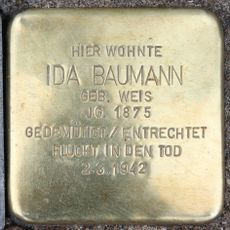 HIER WOHNTE
IDA BAUMANN
GEB. WEIS
JG. 1875
GEDEMÜTIGT / ENTRECHTET
FLUCHT IN DEN TOD
2.3.1942